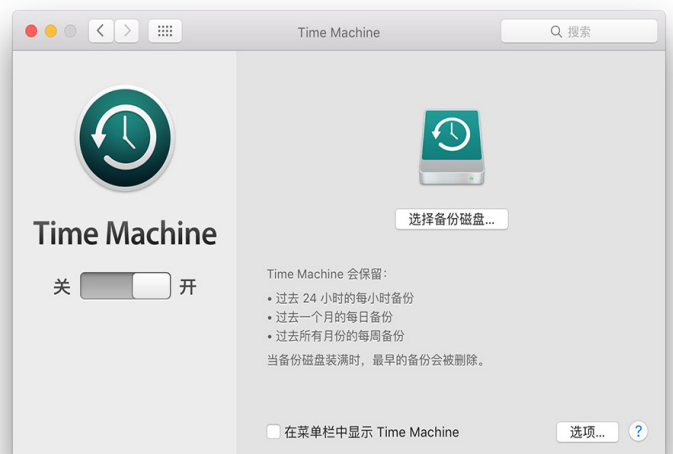 Time Machine
搜索
Time Machine
关 开
选择备份磁盘...
Time Machine 会保留：
• 过去 24 小时的每小时备份
• 过去一个月的每日备份
• 过去所有月份的每周备份
当备份磁盘装满时，最早的备份会被删除。
在菜单栏中显示 Time Machine
选项...
?